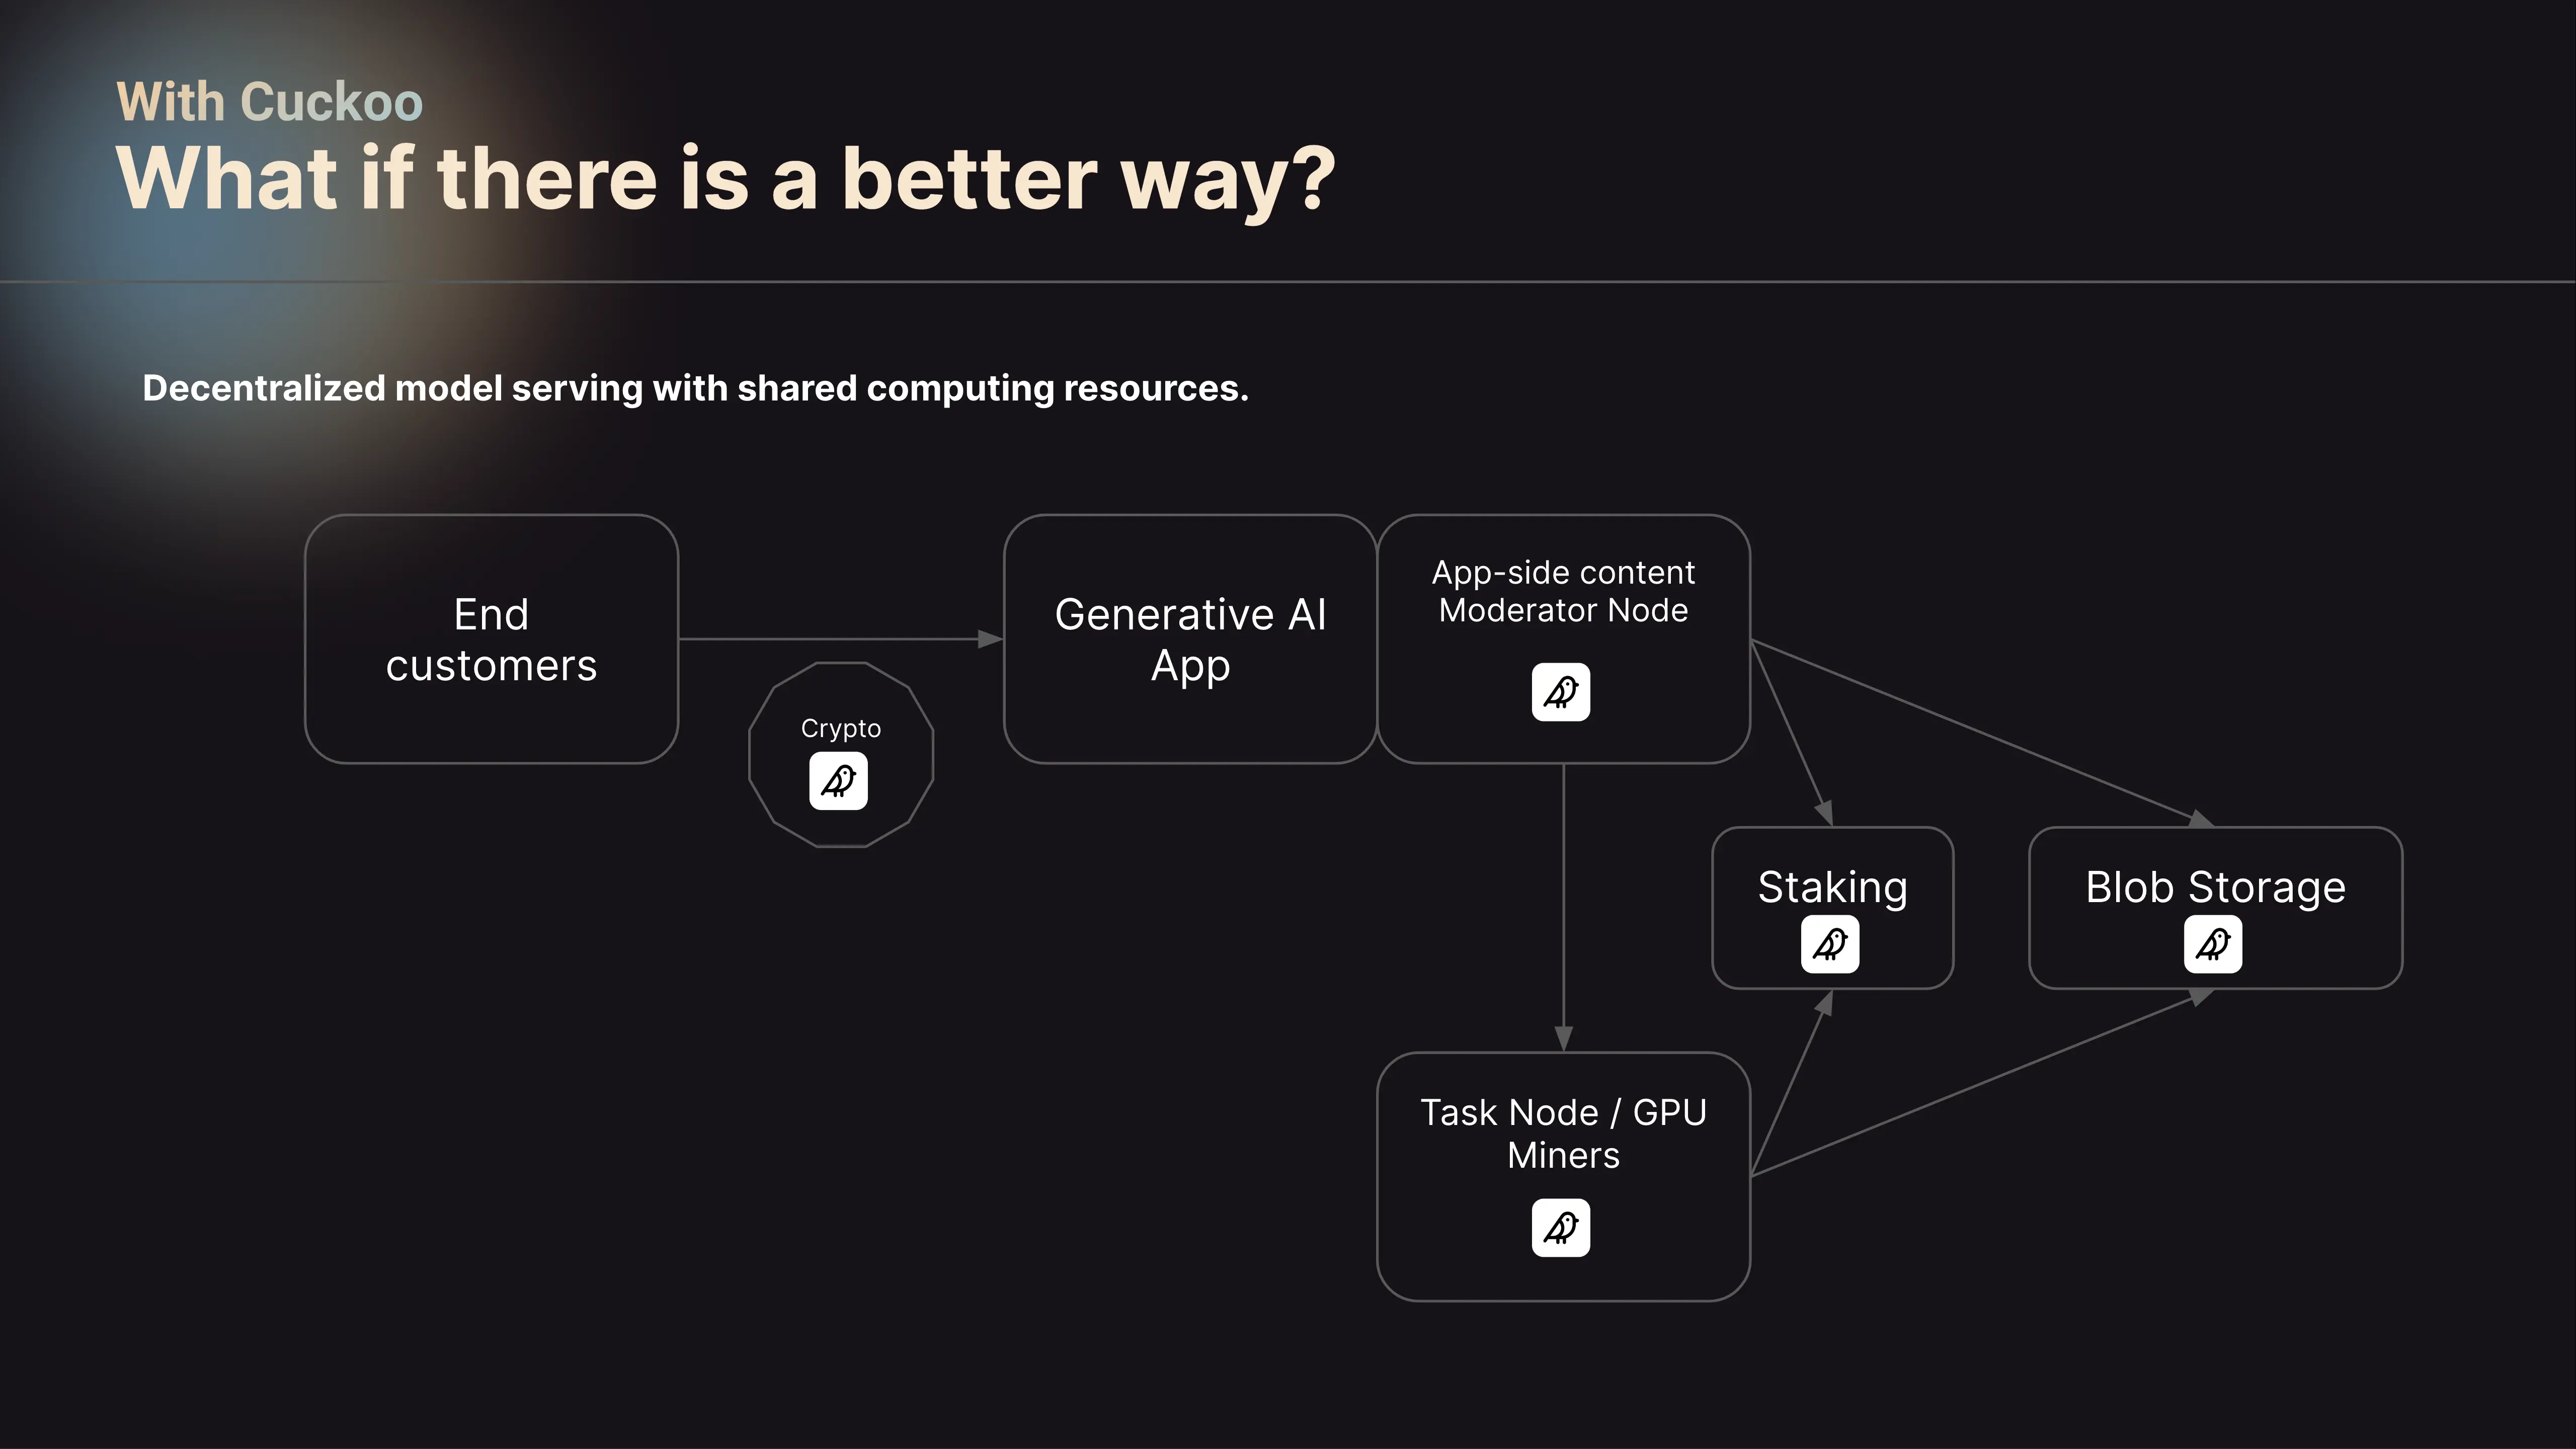 With Cuckoo
What if there is a better way?
Decentralized model serving with shared computing resources.
End
customers
Crypto
Generative AI
App
App-side content
Moderator Node
Staking
Blob Storage
Task Node / GPU
Miners